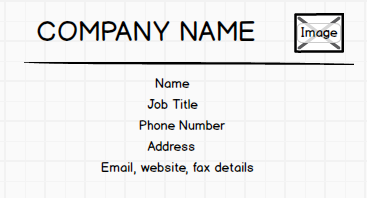 COMPANY NAME
Image
Name
Job Title
Phone Number
Address
Email, website, fax details